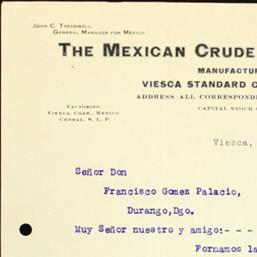 JOHN C. TREADWELL,
GENERAL MANAGER FOR MEXICO
THE MEXICAN CRUDE
MANUFACTUR
VIESCA STANDARD
ADDRESS ALL CORRESPOND
FACTORIES
VIESCA, COAH., MEXICO
CEDRAL, S. L. P.
CAPITAL STOCK
Viesca,
Señor Don
Francisco Gomez Palacio,
Durango,Dgo.
Muy Señor nuestro y amigo:- - -
Formamos la